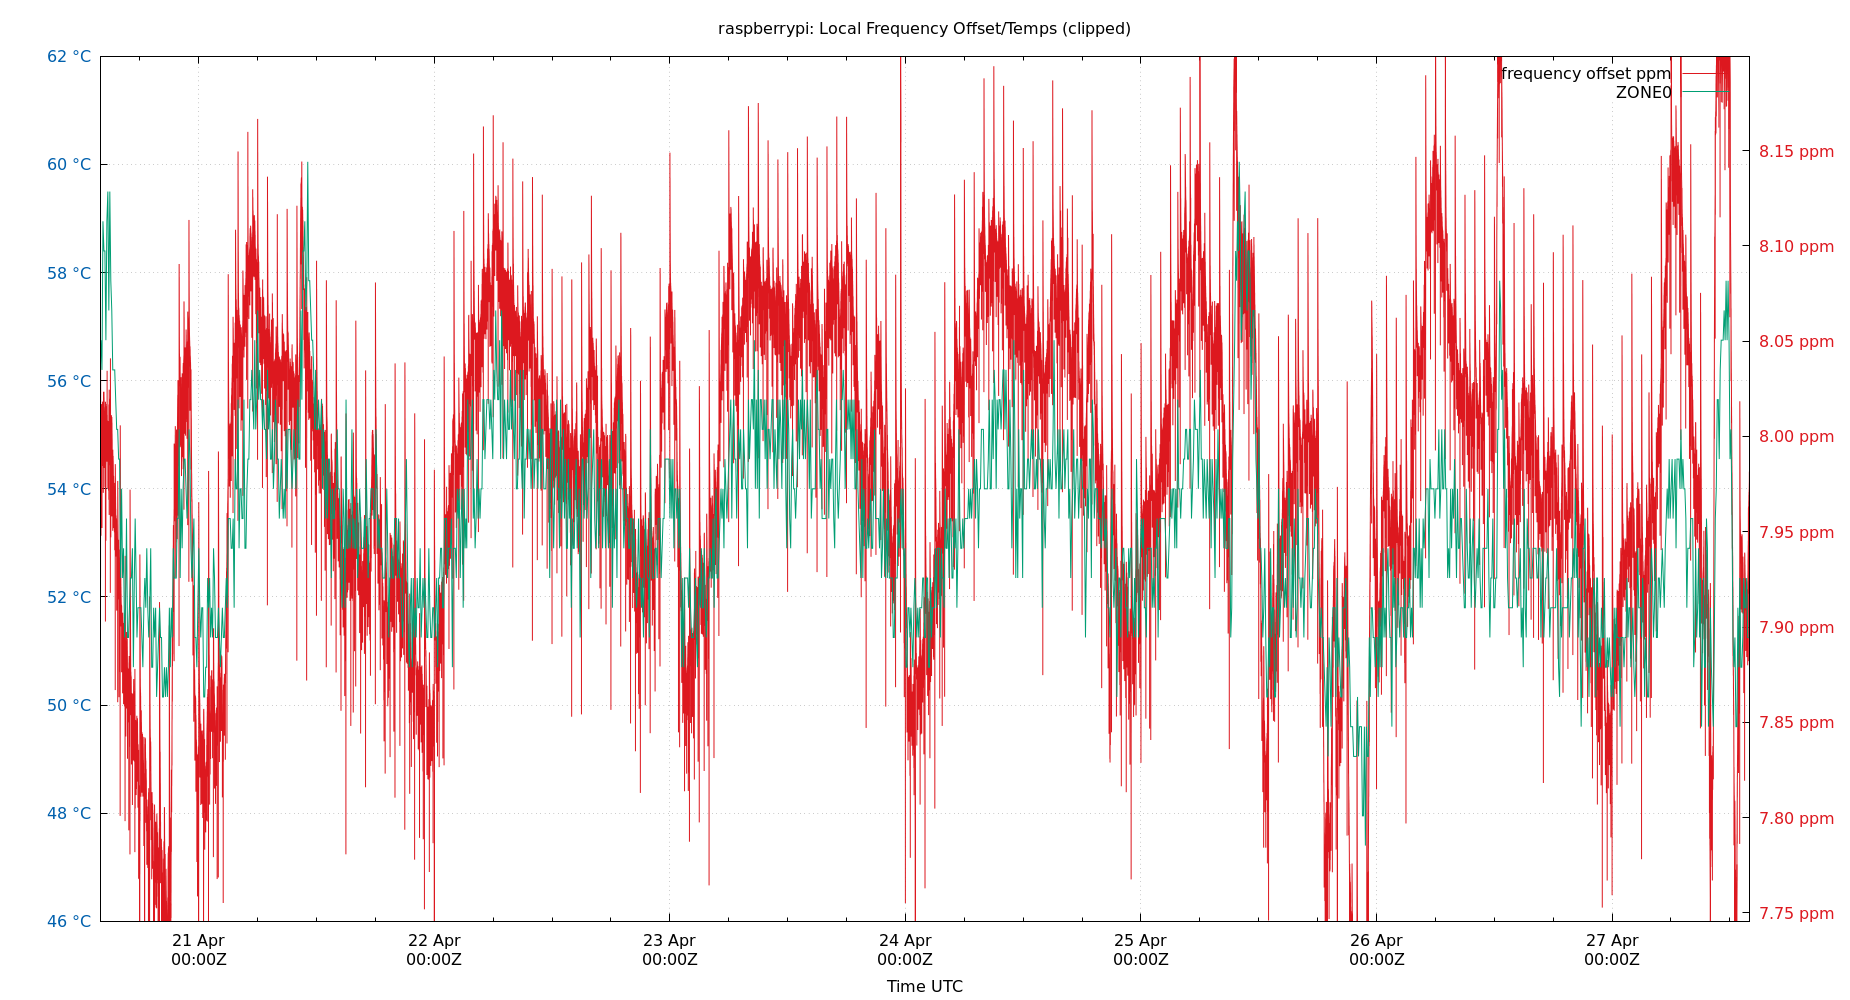 raspberrypi: Local Frequency Offset/Temps (clipped)
62 °C
60 °C
58 °C
56 °C
54 °C
52 °C
50 °C
48 °C
46 °C
frequency offset ppm
ZONE0
8.15 ppm
8.10 ppm
8.05 ppm
8.00 ppm
7.95 ppm
7.90 ppm
7.85 ppm
7.80 ppm
7.75 ppm
21 Apr 22 Apr 23 Apr 24 Apr 25 Apr 26 Apr 27 Apr
00:00Z 00:00Z 00:00Z 00:00Z 00:00Z 00:00Z 00:00Z
Time UTC